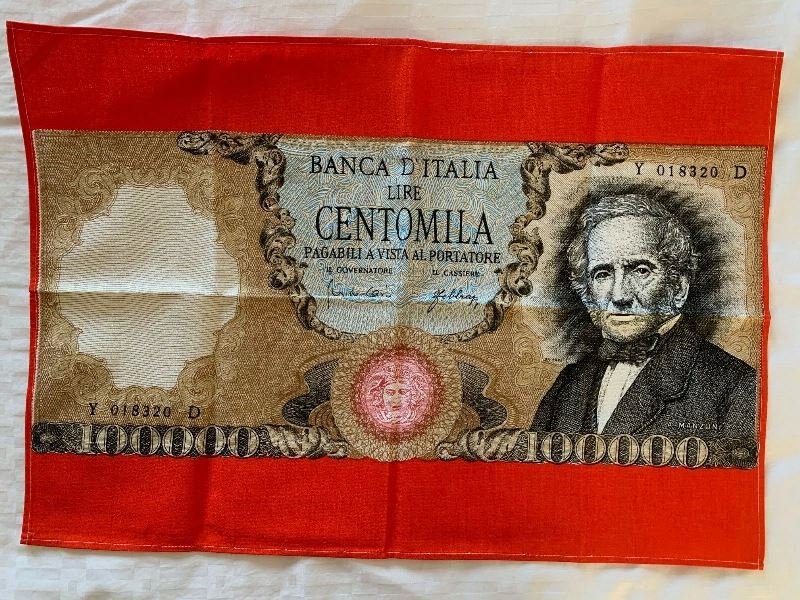 BANCA D'ITALIA
Y 018320 D
LIRE
CENTOMILA
PAGABILI A VISTA AL PORTATORE
IL GOVERNATORE IL CASSIERE
Y 018320 D
A. MANZONI
100000 100000